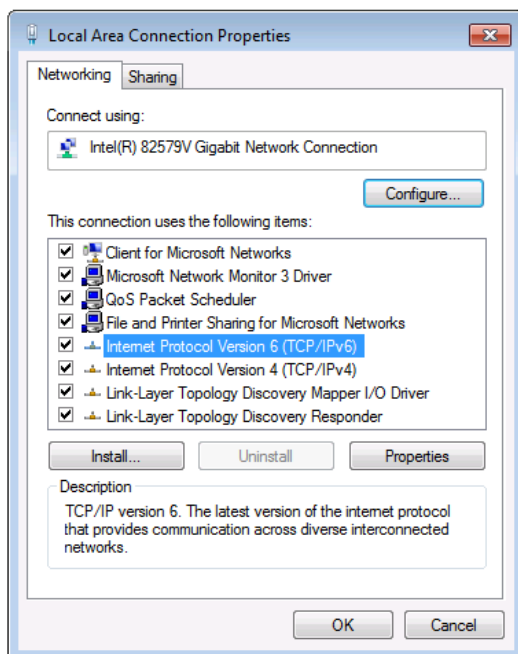 Local Area Connection Properties
Networking
Sharing
Connect using:
Intel(R) 82579V Gigabit Network Connection
Configure...
This connection uses the following items:
Client for Microsoft Networks
Microsoft Network Monitor 3 Driver
QoS Packet Scheduler
File and Printer Sharing for Microsoft Networks
Internet Protocol Version 6 (TCP/IPv6)
Internet Protocol Version 4 (TCP/IPv4)
Link-Layer Topology Discovery Mapper I/O Driver
Link-Layer Topology Discovery Responder
Install...
Uninstall
Properties
Description
TCP/IP version 6. The latest version of the internet protocol
that provides communication across diverse interconnected
networks.
OK
Cancel